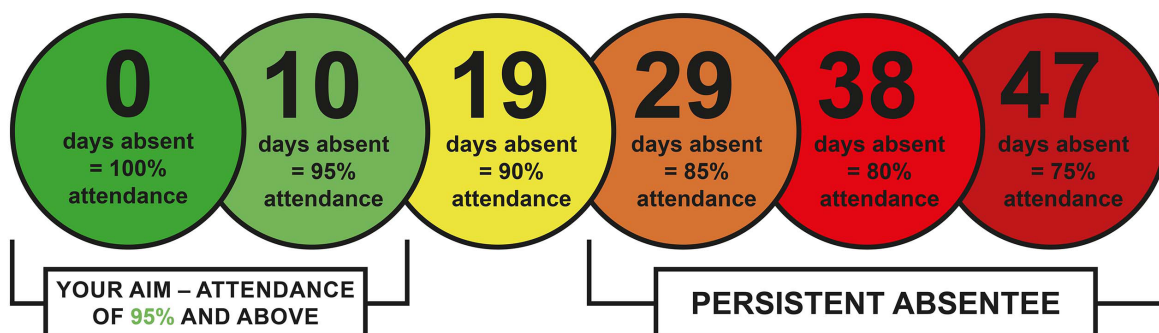 0
days absent
= 100%
attendance
10
days absent
= 95%
attendance
19
days absent
= 90%
attendance
29
days absent
= 85%
attendance
38
days absent
= 80%
attendance
47
days absent
= 75%
attendance
YOUR AIM – ATTENDANCE
OF 95% AND ABOVE
PERSISTENT ABSENTEE